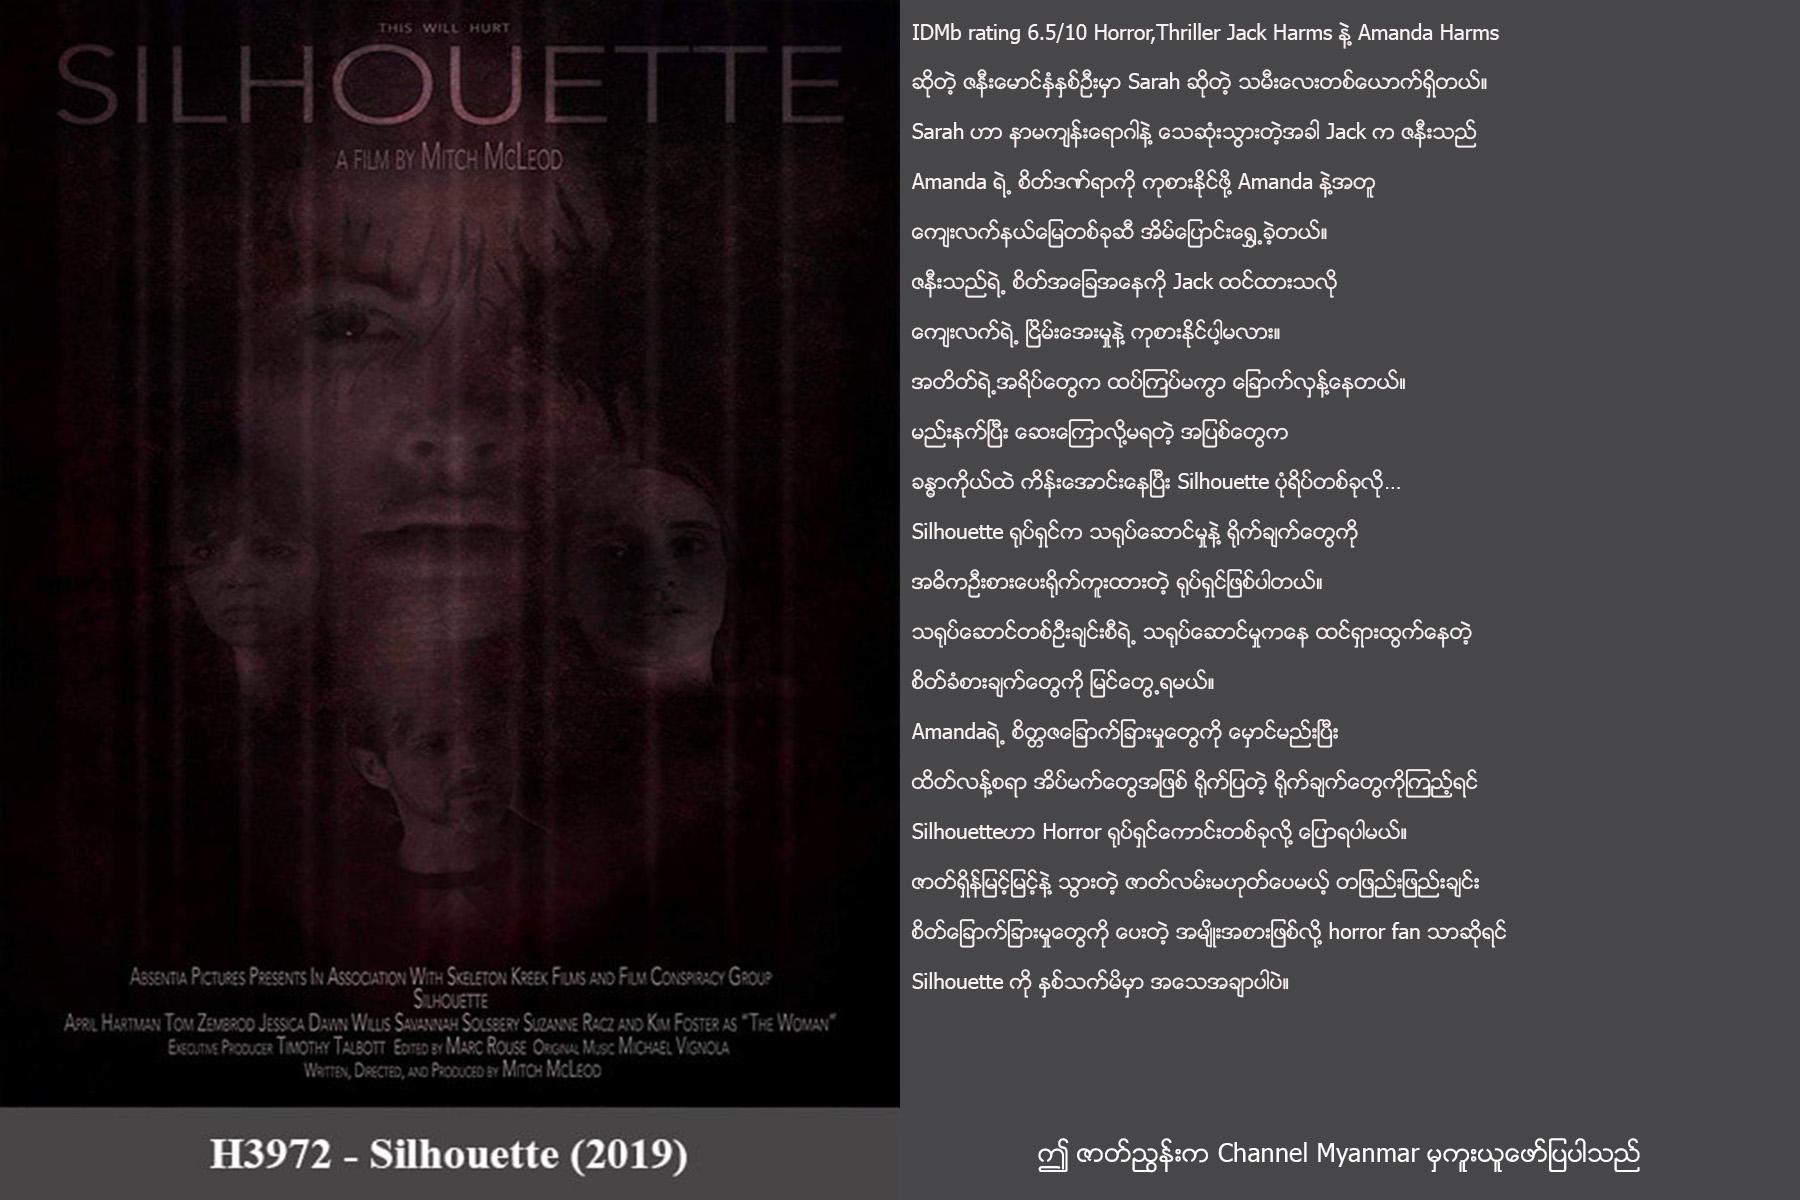 THIS WILL HURT
SILHOUETTE
A FILM BY MITCH MCLEOD
ABSENTIA PICTURES PRESENTS IN ASSOCIATION WITH SKELETON KREEK FILMS AND FILM CONSPIRACY GROUP
SILHOUETTE
APRIL HARTMAN TOM ZEMBROD JESSICA DAWN WILLIS SAVANNAH SOLSBERY SUZANNE RACZ AND KIM FOSTER AS "THE WOMAN"
EXECUTIVE PRODUCER TIMOTHY TALBOTT EDITED BY MARC ROUSE ORIGINAL MUSIC MICHAEL VIGNOLA
WRITTEN, DIRECTED, AND PRODUCED BY MITCH MCLEOD
H3972 - Silhouette (2019)
IDMb rating 6.5/10 Horror,Thriller Jack Harms နဲ့ Amanda Harms
ဆိုတဲ့ ဇနီးမောင်နှံနှစ်ဦးမှာ Sarah ဆိုတဲ့ သမီးလေးတစ်ယောက်ရှိတယ်။
Sarah ဟာ နာမကျန်းရောဂါနဲ့ သေဆုံးသွားတဲ့အခါ Jack က ဇနီးသည်
Amanda ရဲ့ စိတ်ဒဏ်ရာကို ကုစားနိုင်ဖို့ Amanda နဲ့အတူ
ကျေးလက်နယ်မြေတစ်ခုဆီ အိမ်ပြောင်းရွှေ့ခဲ့တယ်။
ဇနီးသည်ရဲ့ စိတ်အခြေအနေကို Jack ထင်ထားသလို
ကျေးလက်ရဲ့ ငြိမ်းအေးမှုနဲ့ ကုစားနိုင်ပါ့မလား။
အတိတ်ရဲ့အရိပ်တွေက ထပ်ကြပ်မကွာ ခြောက်လှန့်နေတယ်။
မည်းနက်ပြီး ဆေးကြောလို့မရတဲ့ အပြစ်တွေက
ခန္ဓာကိုယ်ထဲ ကိန်းအောင်းနေပြီး Silhouette ပုံရိပ်တစ်ခုလို...
Silhouette ရုပ်ရှင်က သရုပ်ဆောင်မှုနဲ့ ရိုက်ချက်တွေကို
အဓိကဦးစားပေးရိုက်ကူးထားတဲ့ ရုပ်ရှင်ဖြစ်ပါတယ်။
သရုပ်ဆောင်တစ်ဦးချင်းစီရဲ့ သရုပ်ဆောင်မှုကနေ ထင်ရှားထွက်နေတဲ့
စိတ်ခံစားချက်တွေကို မြင်တွေ့ရမယ်။
Amandaရဲ့ စိတ္တဇခြောက်ခြားမှုတွေကို မှောင်မည်းပြီး
ထိတ်လန့်စရာ အိပ်မက်တွေအဖြစ် ရိုက်ပြတဲ့ ရိုက်ချက်တွေကိုကြည့်ရင်
Silhouetteဟာ Horror ရုပ်ရှင်ကောင်းတစ်ခုလို့ ပြောရပါမယ်။
ဇာတ်ရှိန်မြင့်မြင့်နဲ့ သွားတဲ့ ဇာတ်လမ်းမဟုတ်ပေမယ့် တဖြည်းဖြည်းချင်း
စိတ်ခြောက်ခြားမှုတွေကို ပေးတဲ့ အမျိုးအစားဖြစ်လို့ horror fan သာဆိုရင်
Silhouette ကို နှစ်သက်မိမှာ အသေအချာပါပဲ။
ဤ ဇာတ်ညွှန်းက Channel Myanmar မှကူးယူဖော်ပြပါသည်